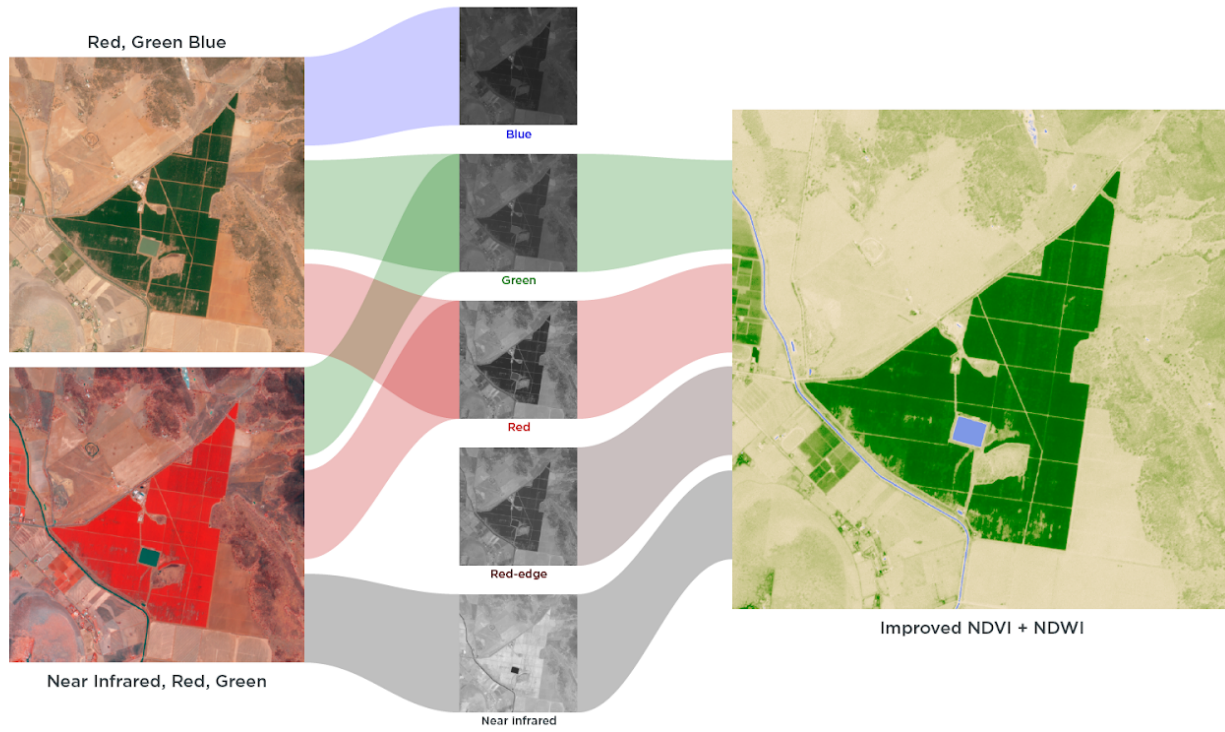 Red, Green Blue
Blue
Green
Red
Red-edge
Near infrared
Near Infrared, Red, Green
Improved NDVI + NDWI